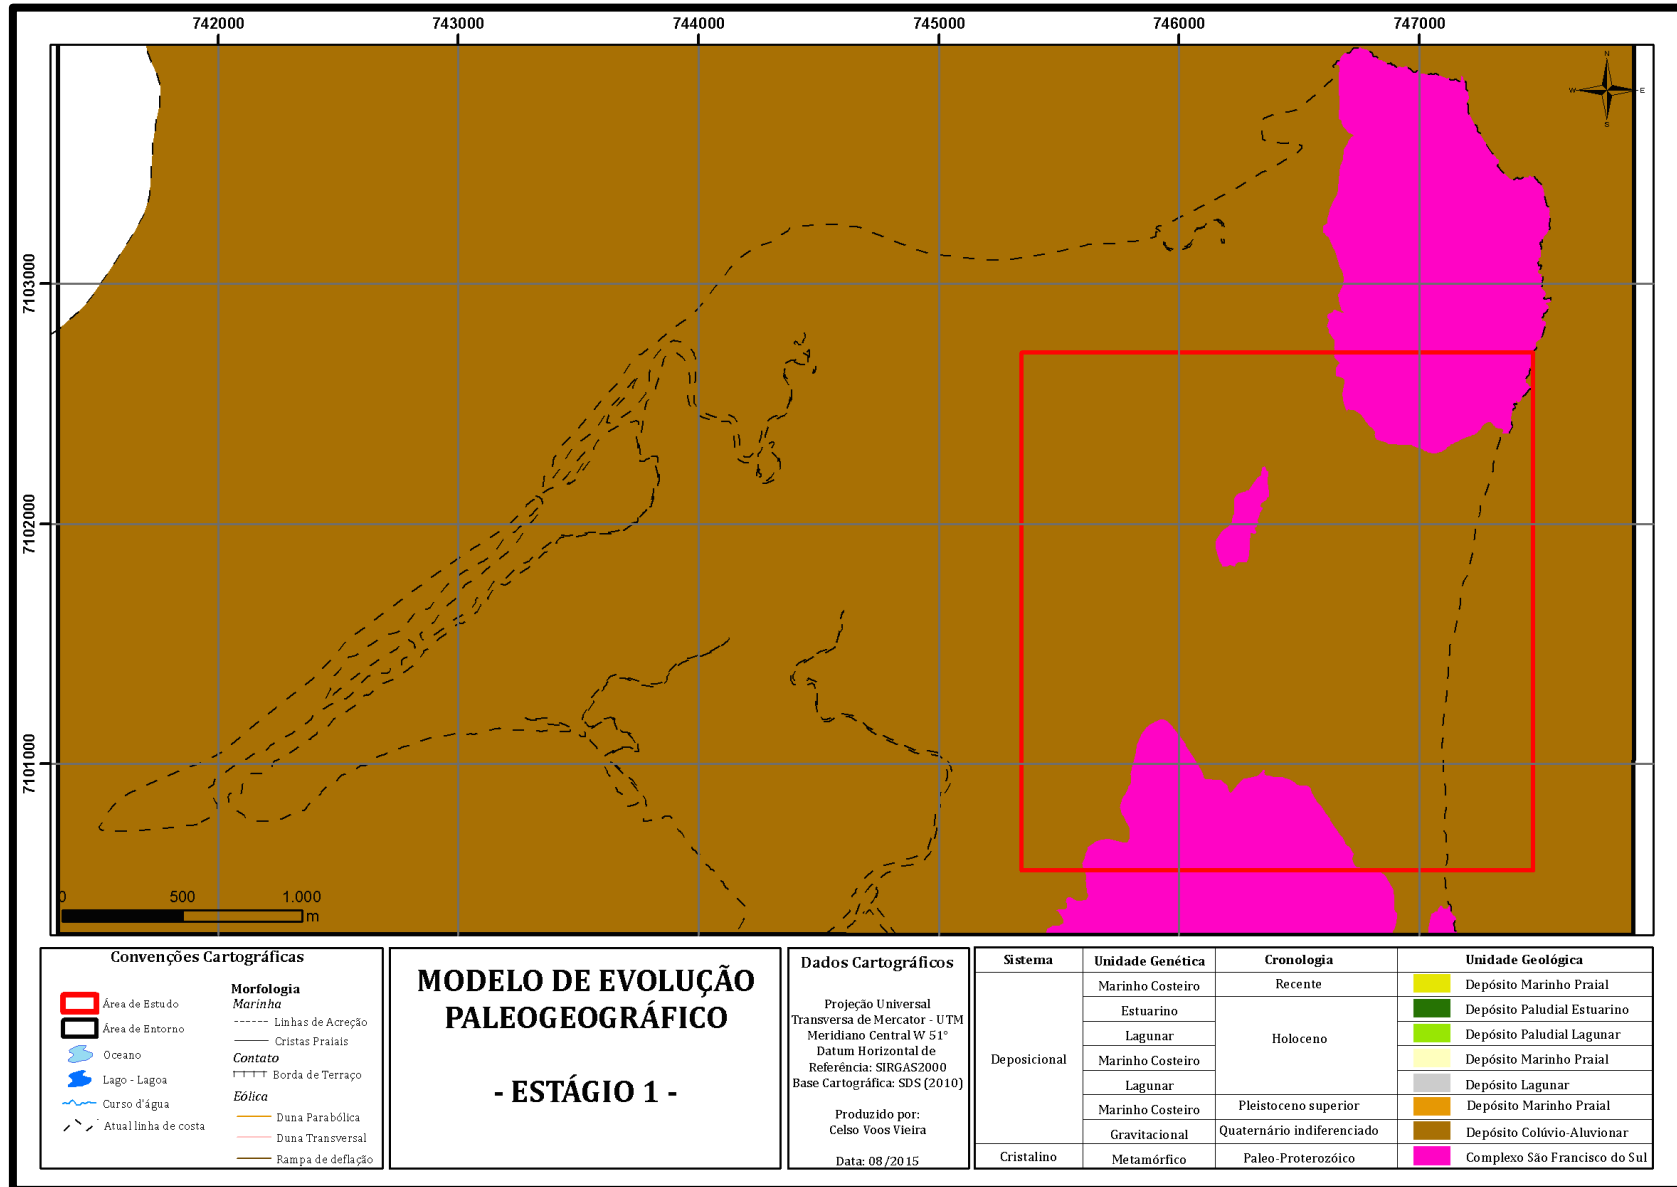 742000 743000 744000 745000 746000 747000
N
W E
S
7103000
7102000
7101000
0 500 1.000
m
Convenções Cartográficas
Área de Estudo
Área de Entorno
Oceano
Lago - Lagoa
Curso d'água
Atual linha de costa
Morfologia
Marinha
Linhas de Acreção
Cristas Praiais
Contato
Borda de Terraço
Eólica
Duna Parabólica
Duna Transversal
Rampa de deflação
MODELO DE EVOLUÇÃO
PALEOGEOGRÁFICO
- ESTÁGIO 1 -
Dados Cartográficos
Projeção Universal
Transversa de Mercator - UTM
Meridiano Central W 51°
Datum Horizontal de
Referência: SIRGAS2000
Base Cartográfica: SDS (2010)
Produzido por:
Celso Voos Vieira
Data: 08/2015
Sistema Unidade Genética Cronologia Unidade Geológica
Marinho Costeiro Recente Depósito Marinho Praial
Estuarino Depósito Paludial Estuarino
Lagunar Holoceno Depósito Paludial Lagunar
Deposicional Marinho Costeiro Depósito Marinho Praial
Lagunar Depósito Lagunar
Marinho Costeiro Pleistoceno superior Depósito Marinho Praial
Gravitacional Quaternário indiferenciado Depósito Colúvio-Aluvionar
Cristalino Metamórfico Paleo-Proterozóico Complexo São Francisco do Sul